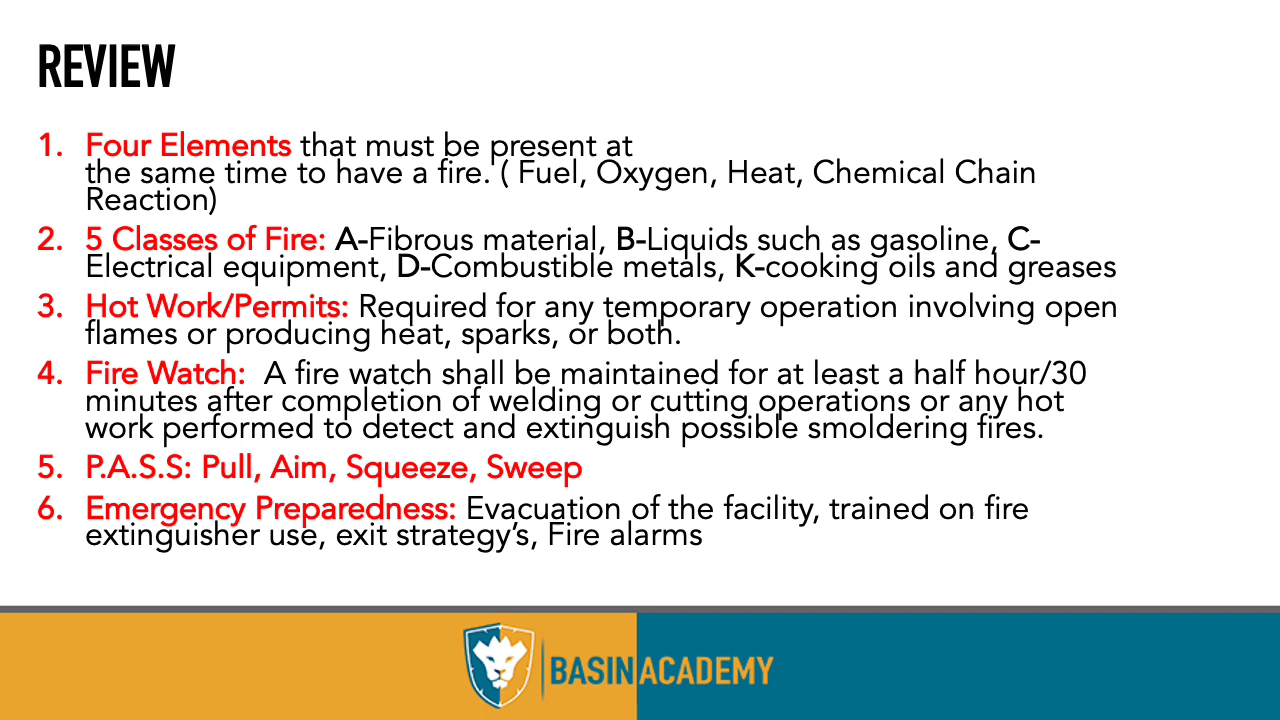 REVIEW
1. Four Elements that must be present at
the same time to have a fire. ( Fuel, Oxygen, Heat, Chemical Chain
Reaction)
2. 5 Classes of Fire: A-Fibrous material, B-Liquids such as gasoline, C-
Electrical equipment, D-Combustible metals, K-cooking oils and greases
3. Hot Work/Permits: Required for any temporary operation involving open
flames or producing heat, sparks, or both.
4. Fire Watch:  A fire watch shall be maintained for at least a half hour/30
minutes after completion of welding or cutting operations or any hot
work performed to detect and extinguish possible smoldering fires.
5. P.A.S.S: Pull, Aim, Squeeze, Sweep
6. Emergency Preparedness: Evacuation of the facility, trained on fire
extinguisher use, exit strategy’s, Fire alarms
BASIN ACADEMY